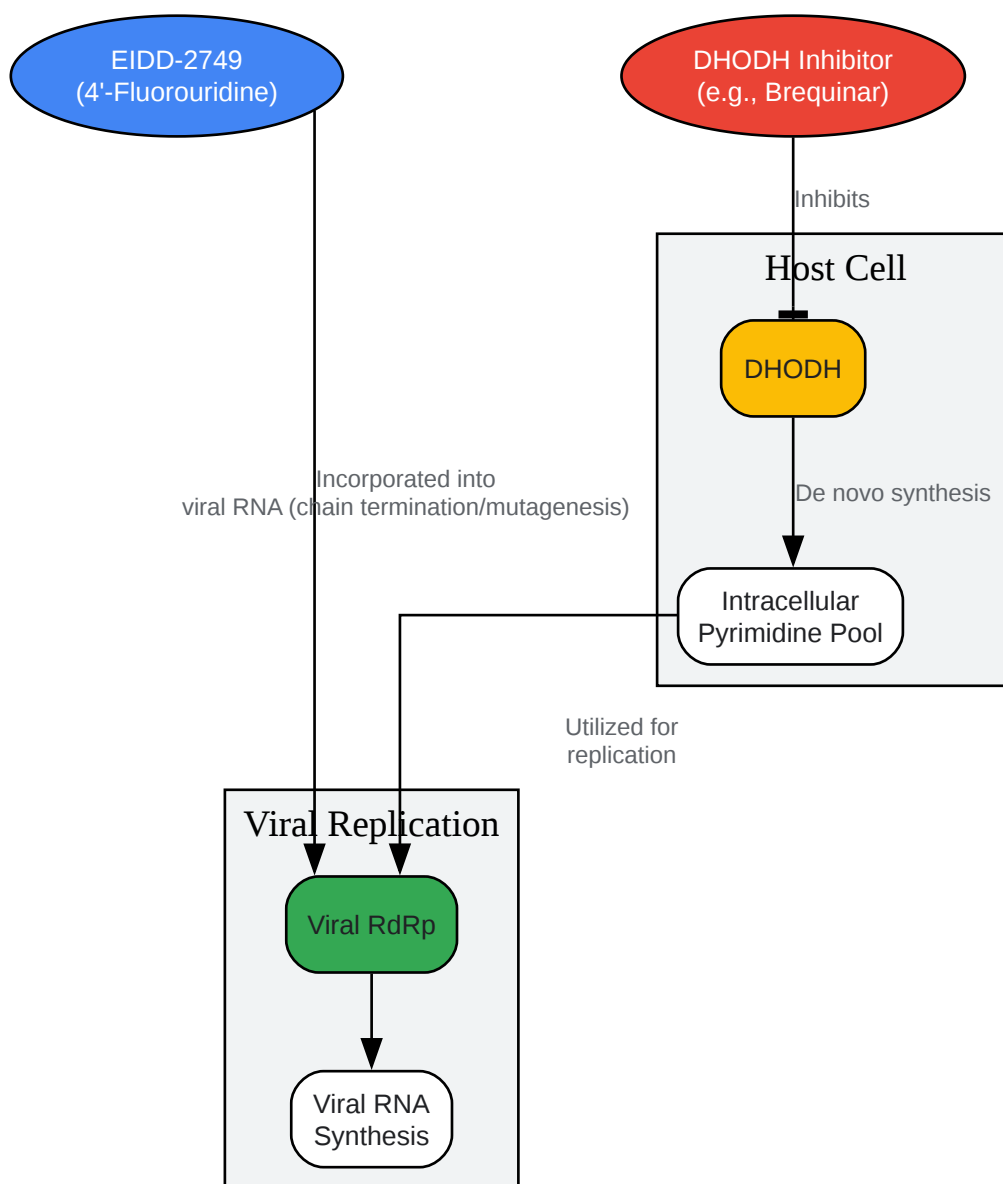 EIDD-2749
(4'-Fluorouridine)
DHODH Inhibitor
(e.g., Brequinar)
Inhibits
Host Cell
DHODH
Incorporated into
viral RNA (chain termination/mutagenesis)
De novo synthesis
Intracellular
Pyrimidine Pool
Utilized for
replication
Viral Replication
Viral RdRp
Viral RNA
Synthesis